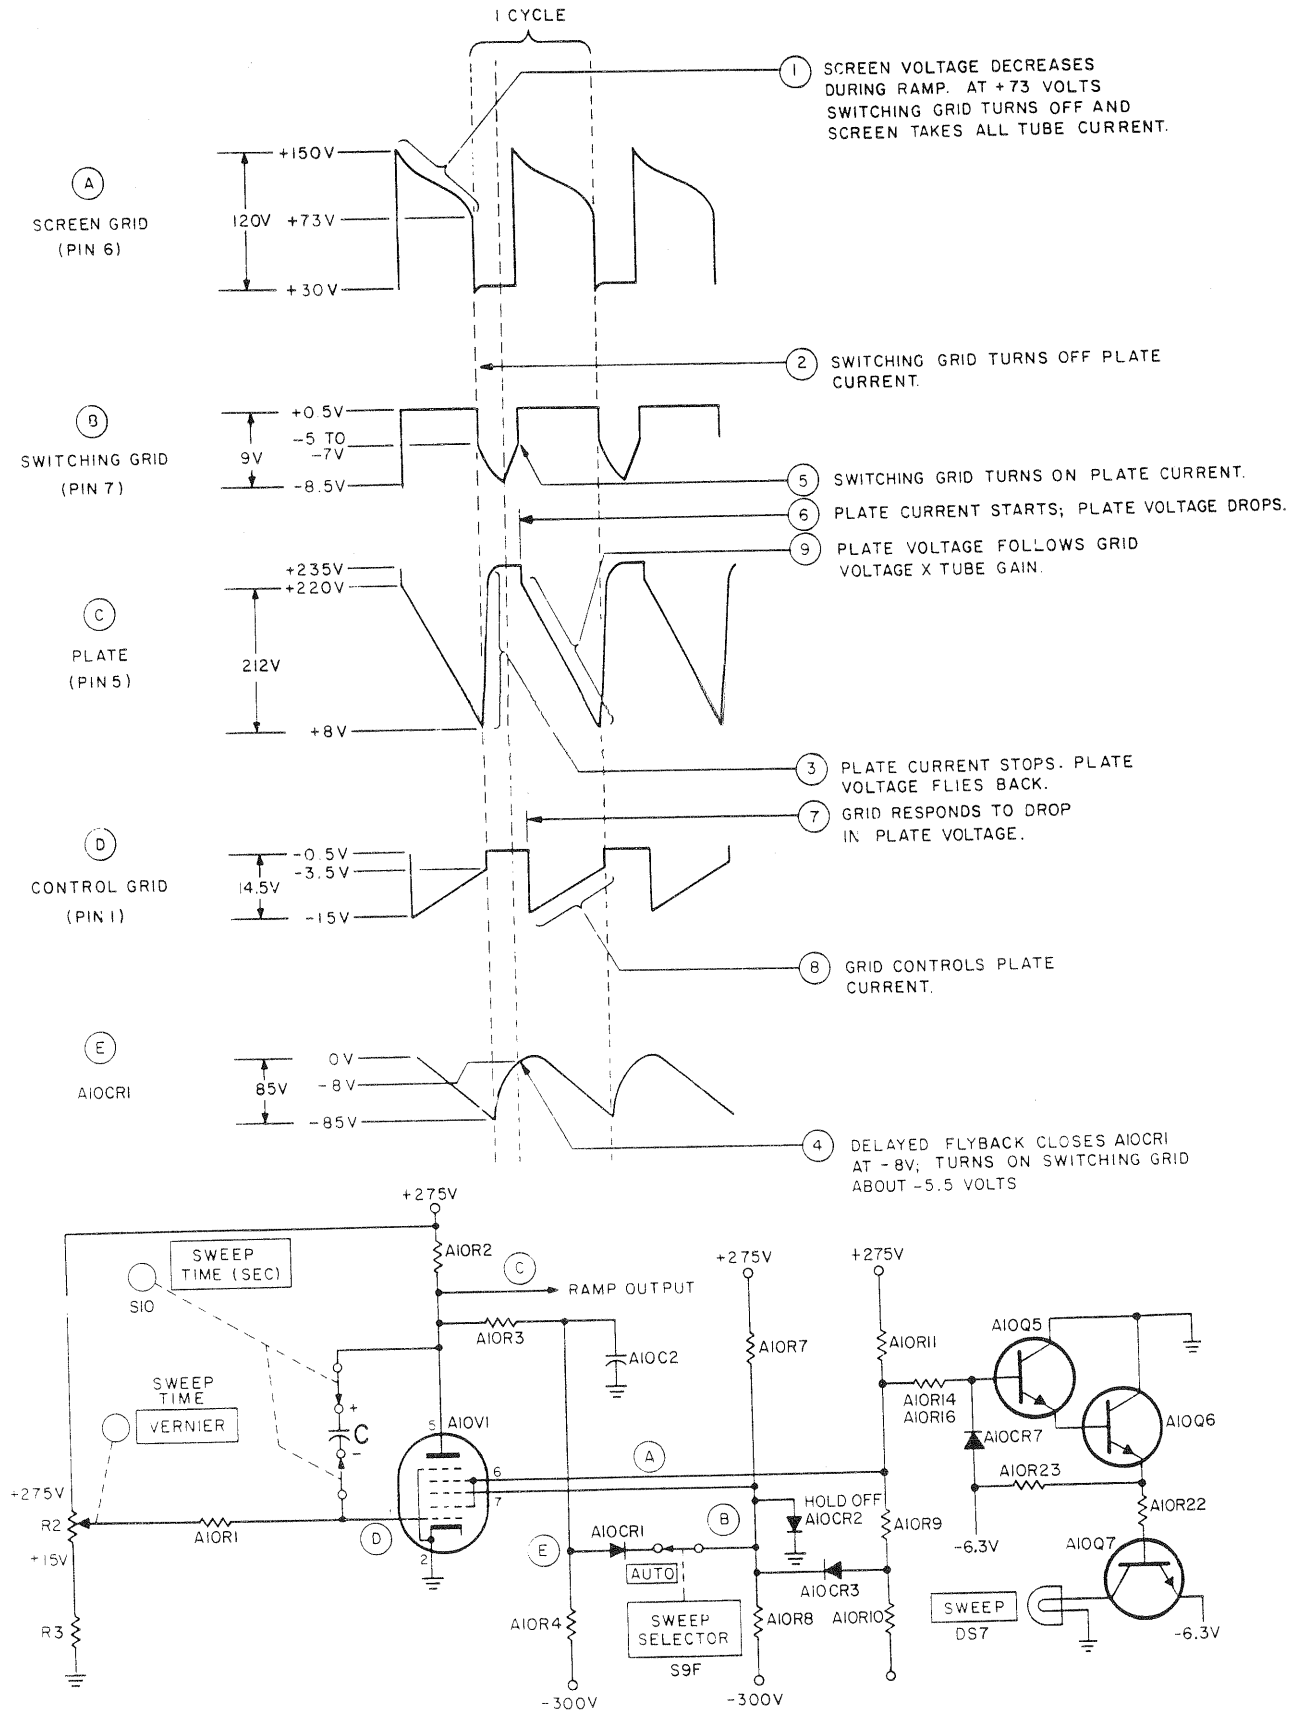 1 CYCLE
1 SCREEN VOLTAGE DECREASES
DURING RAMP. AT +73 VOLTS
SWITCHING GRID TURNS OFF AND
SCREEN TAKES ALL TUBE CURRENT.
A
SCREEN GRID
(PIN 6)
+150V
120V
+73V
+30V
2 SWITCHING GRID TURNS OFF PLATE
CURRENT.
B
SWITCHING GRID
(PIN 7)
+0.5V
-5 TO
-7V
9V
-8.5V
5 SWITCHING GRID TURNS ON PLATE CURRENT.
6 PLATE CURRENT STARTS; PLATE VOLTAGE DROPS.
9 PLATE VOLTAGE FOLLOWS GRID
VOLTAGE X TUBE GAIN.
C
PLATE
(PIN 5)
+235V
+220V
212V
+8V
3 PLATE CURRENT STOPS. PLATE
VOLTAGE FLIES BACK.
7 GRID RESPONDS TO DROP
IN PLATE VOLTAGE.
D
CONTROL GRID
(PIN 1)
-0.5V
-3.5V
14.5V
-15V
8 GRID CONTROLS PLATE
CURRENT.
E
A10CR1
0V
85V
-8V
-85V
4 DELAYED FLYBACK CLOSES A10CR1
AT -8V; TURNS ON SWITCHING GRID
ABOUT -5.5 VOLTS
+275V
A10R2
SWEEP
TIME (SEC)
S10
C
RAMP OUTPUT
+275V
+275V
A10R3
A10C2
A10R7
A10R11
A10Q5
SWEEP
TIME
VERNIER
+
C
-
5
A10V1
A10R14
A10R16
A10CR7
A10Q6
A
6
7
+275V
R2
+15V
A10R1
D
2
HOLD OFF
A10CR2
A10R9
A10R23
A10R22
-6.3V
A10Q7
E
A10CR1
B
AUTO
A10CR3
R3
A10R4
SWEEP
SELECTOR
S9F
A10R8
A10R10
SWEEP
DS7
-6.3V
-300V
-300V